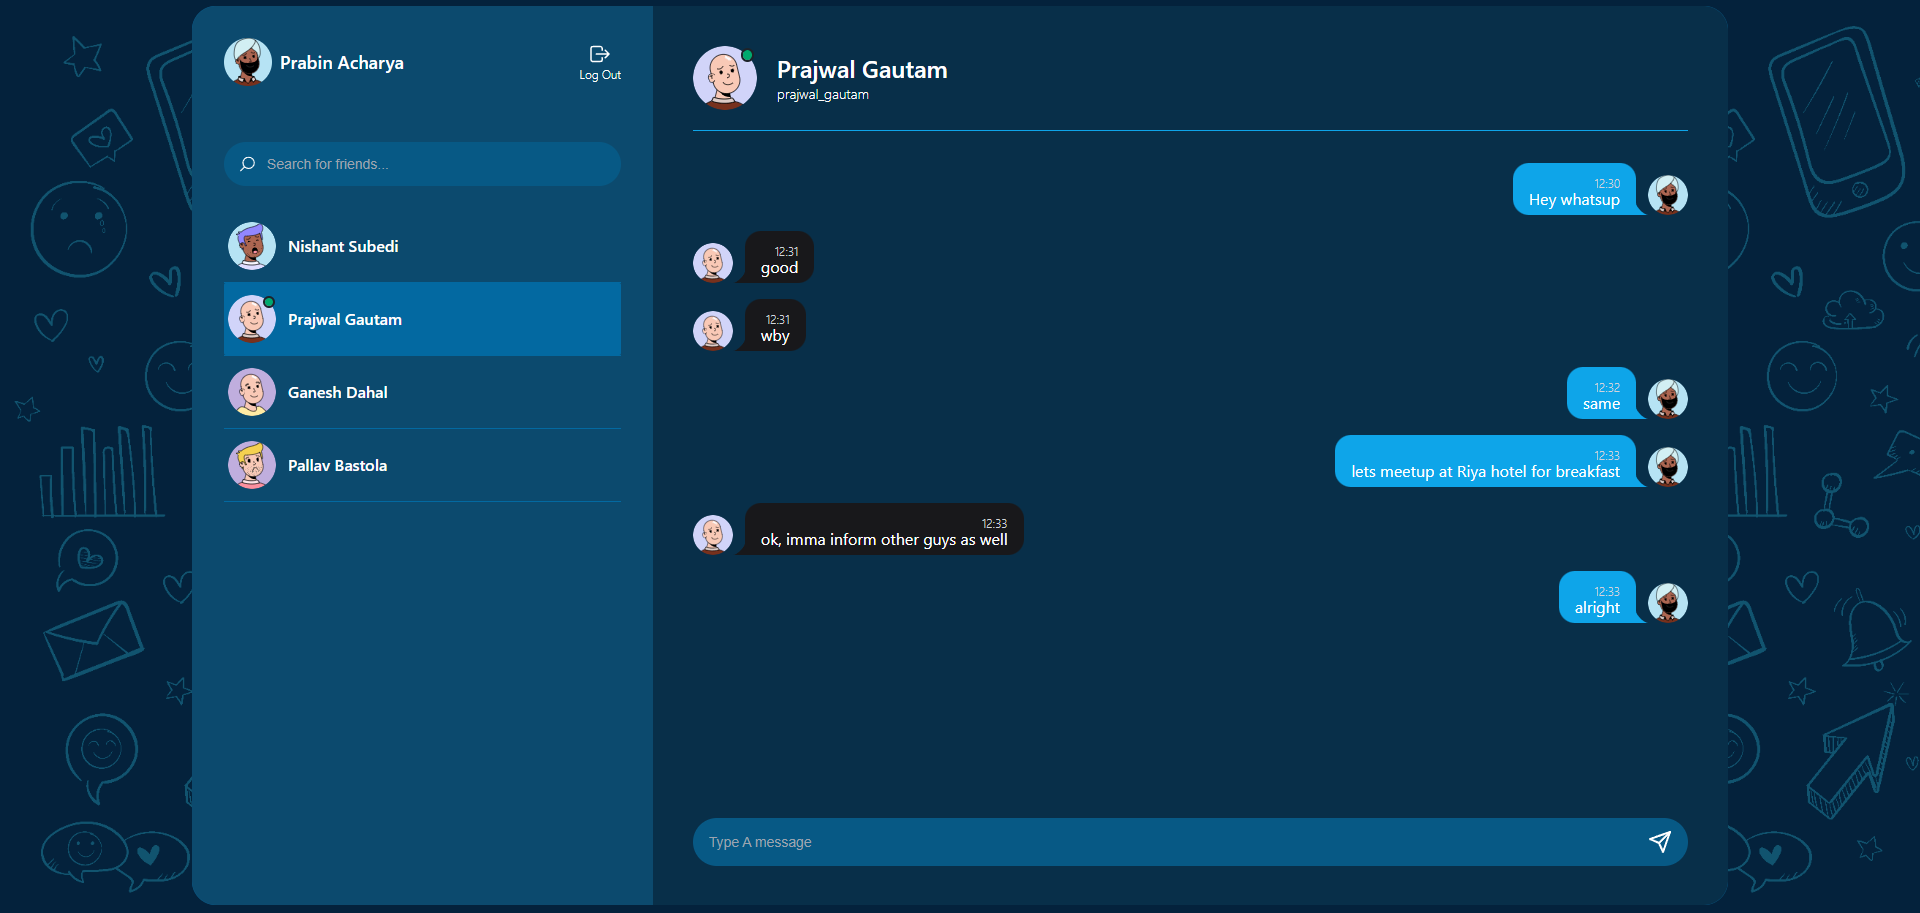 Prabin Acharya
Log Out
Search for friends...
Nishant Subedi
Prajwal Gautam
Ganesh Dahal
Pallav Bastola
Prajwal Gautam
prajwal_gautam
12:30
Hey whatsup
12:31
good
12:31
wby
12:32
same
12:33
lets meetup at Riya hotel for breakfast
12:33
ok, imma inform other guys as well
12:33
alright
Type A message